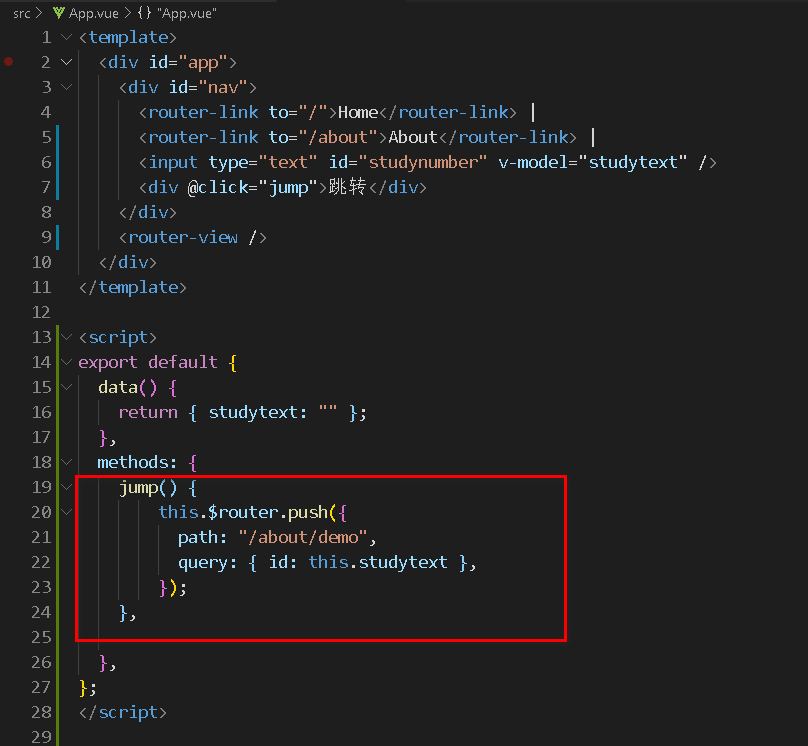 src > App.vue > {} "App.vue"
1 <template>
2 <div id="app">
3 <div id="nav">
4 <router-link to="/">Home</router-link> |
5 <router-link to="/about">About</router-link> |
6 <input type="text" id="studynumber" v-model="studytext" />
7 <div @click="jump">跳转</div>
8 </div>
9 <router-view />
10 </div>
11 </template>
12
13 <script>
14 export default {
15 data() {
16 return { studytext: "" };
17 },
18 methods: {
19 jump() {
20 this.$router.push({
21 path: "/about/demo",
22 query: { id: this.studytext },
23 });
24 },
25
26 },
27 };
28 </script>
29